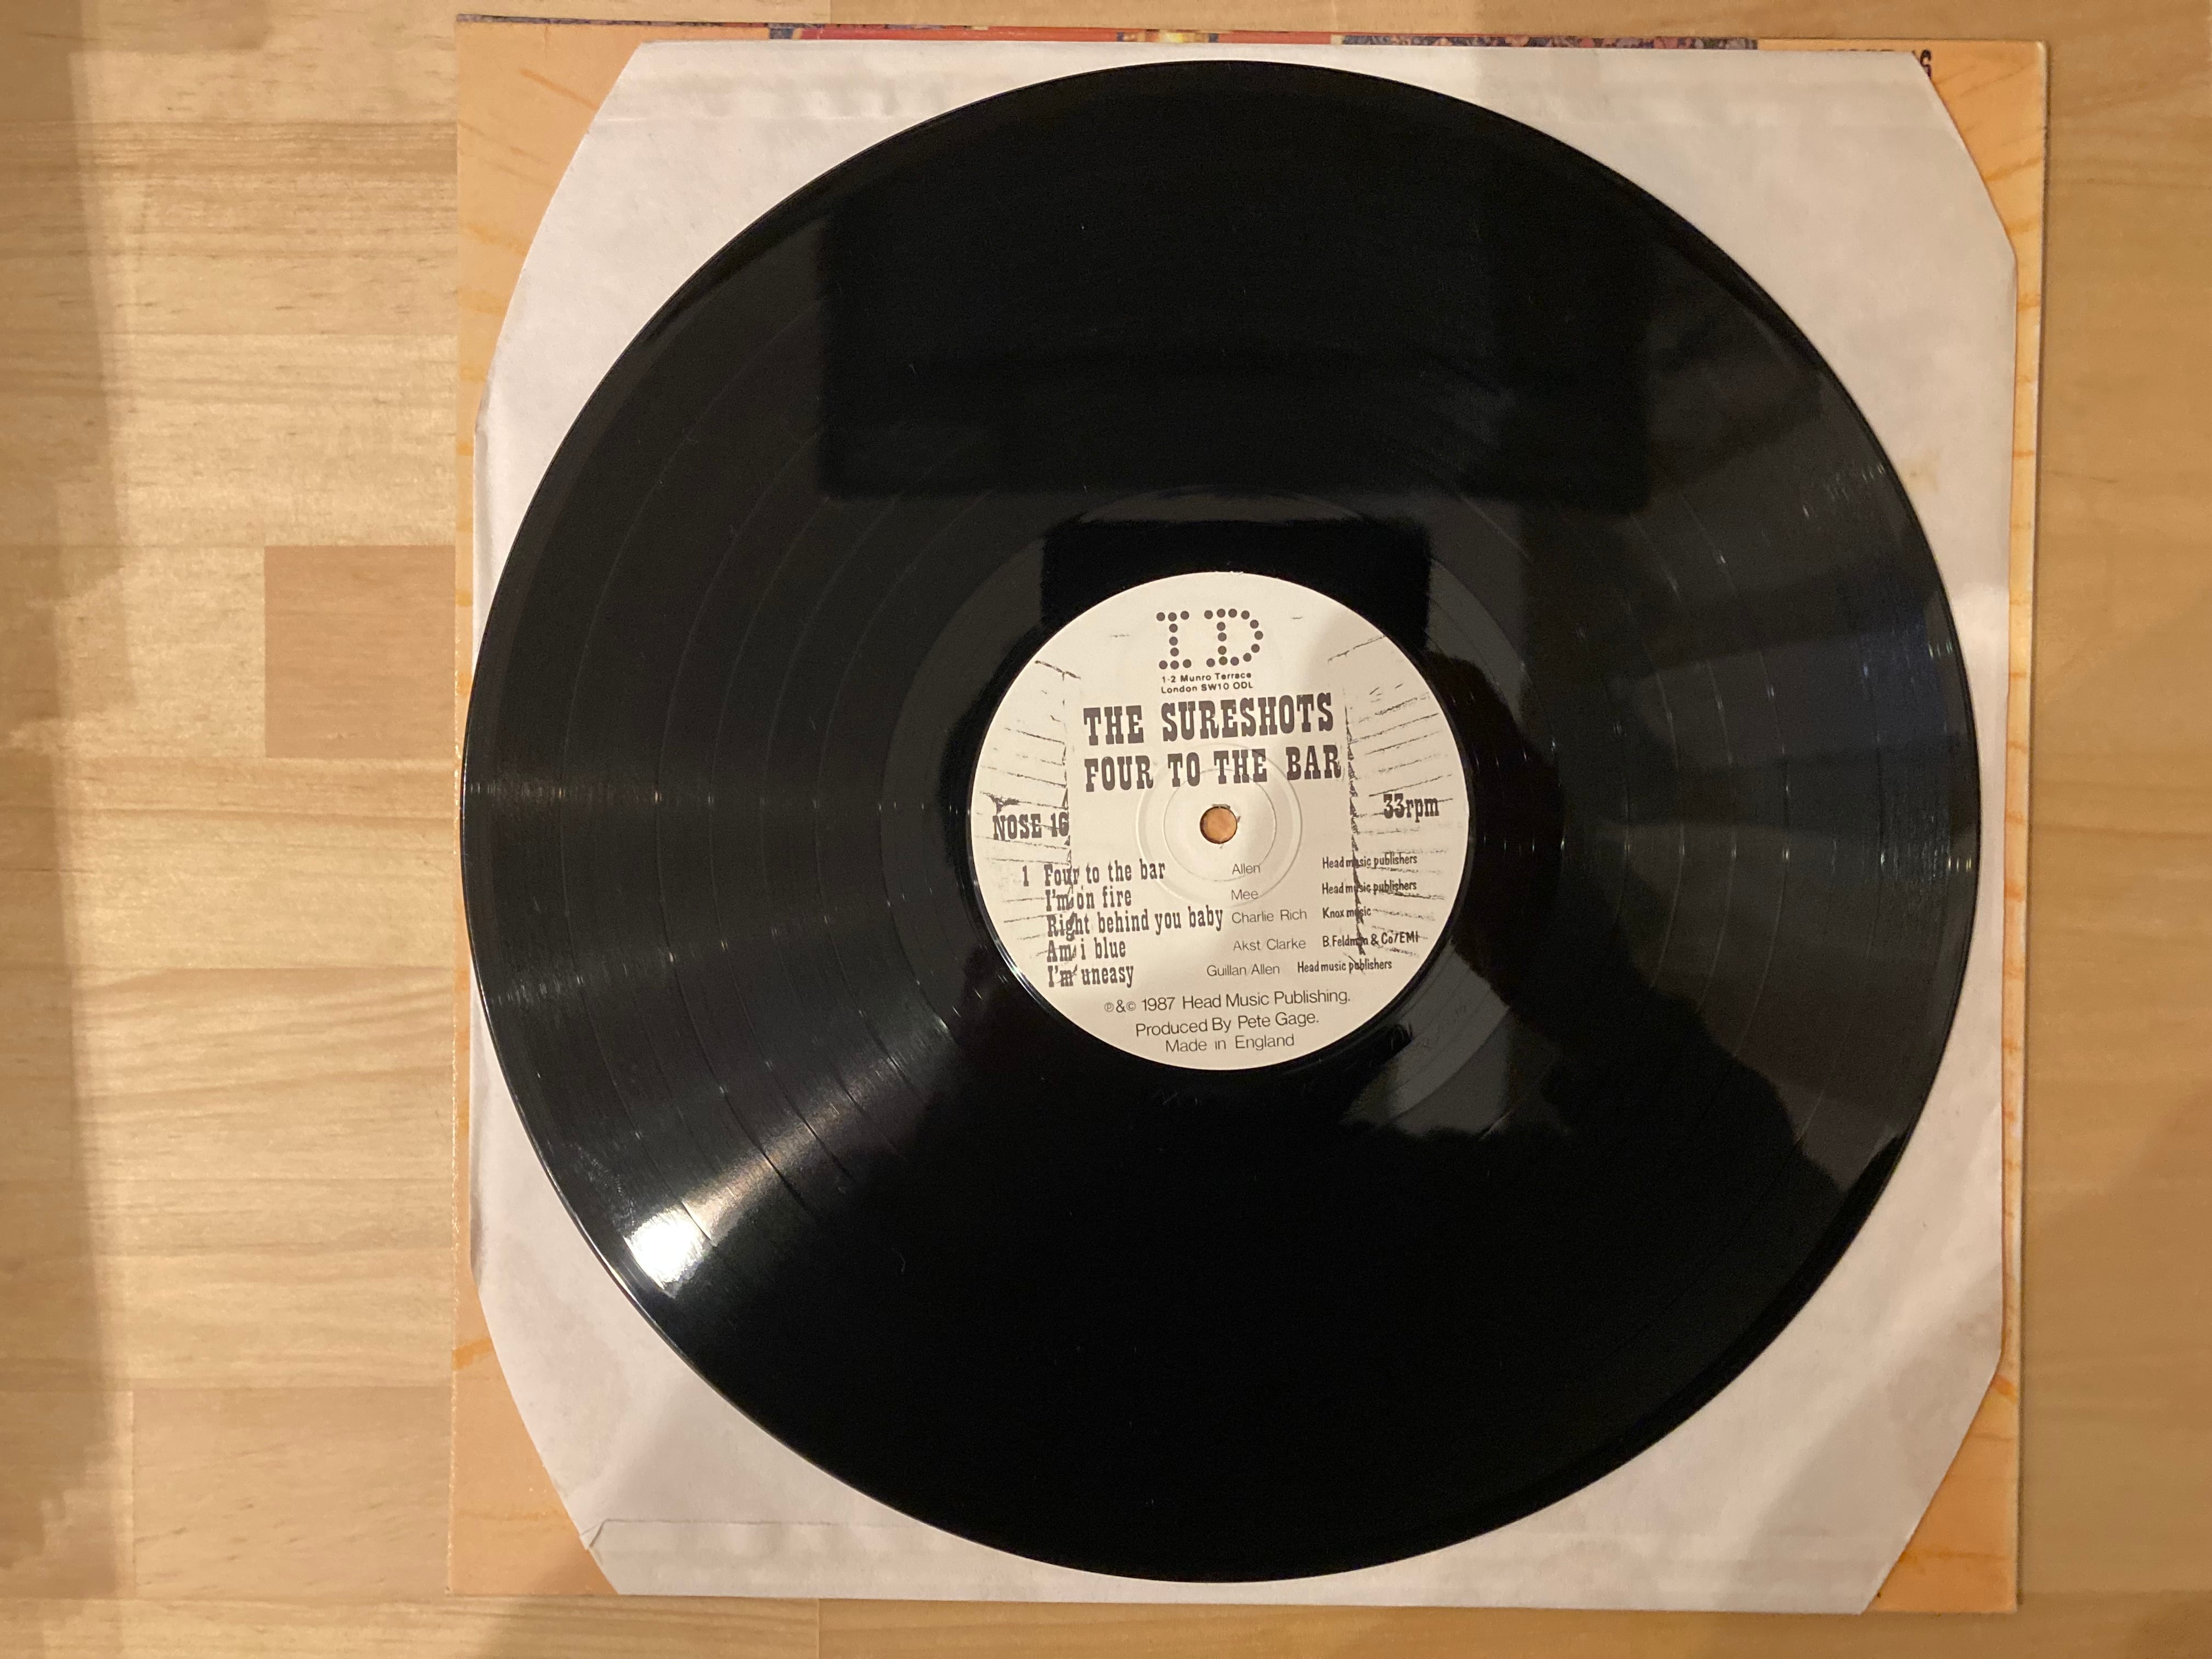 ID
1-2 Munro Terrace
London SW10 ODL
THE SURESHOTS
FOUR TO THE BAR
NOSE 16
33rpm
1 Four to the bar Allen Head music publishers
I'm on fire Mee Head music publishers
Right behind you baby Charlie Rich Knox music
Am i blue Akst Clarke B.Feldman & Co/EMI
I'm uneasy Guillan/Allen Head music publishers
℗&© 1987 Head Music Publishing.
Produced By Pete Gage.
Made in England